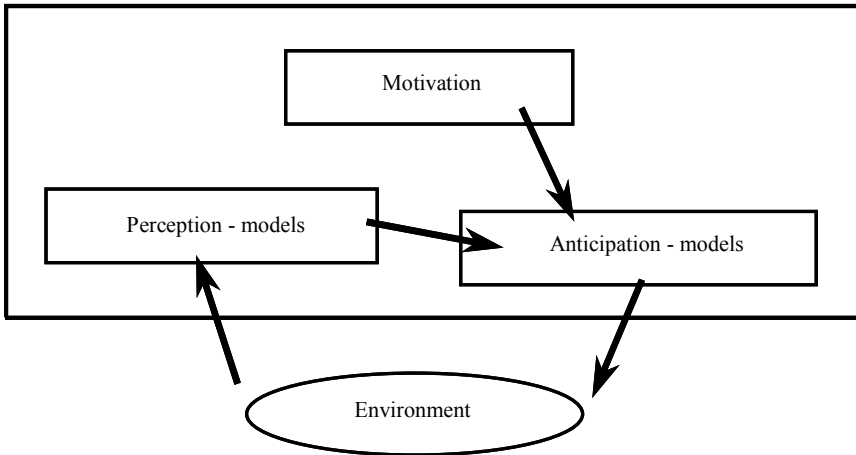 Motivation
Perception - models
Anticipation - models
Environment